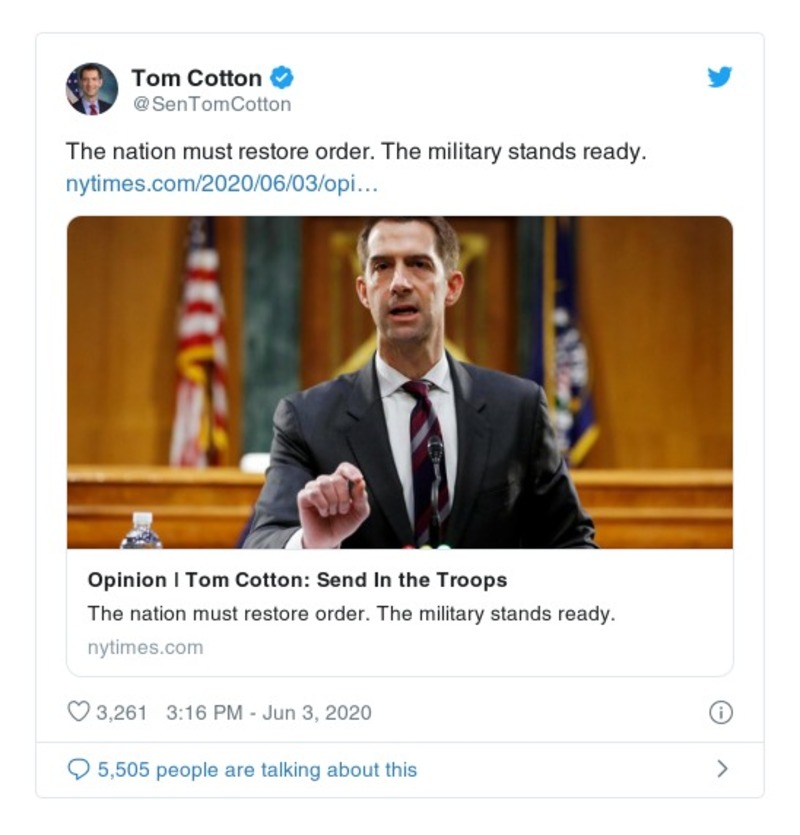 Tom Cotton
@SenTomCotton
The nation must restore order. The military stands ready.
nytimes.com/2020/06/03/opi…
Opinion | Tom Cotton: Send In the Troops
The nation must restore order. The military stands ready.
nytimes.com
3,261 3:16 PM - Jun 3, 2020
5,505 people are talking about this